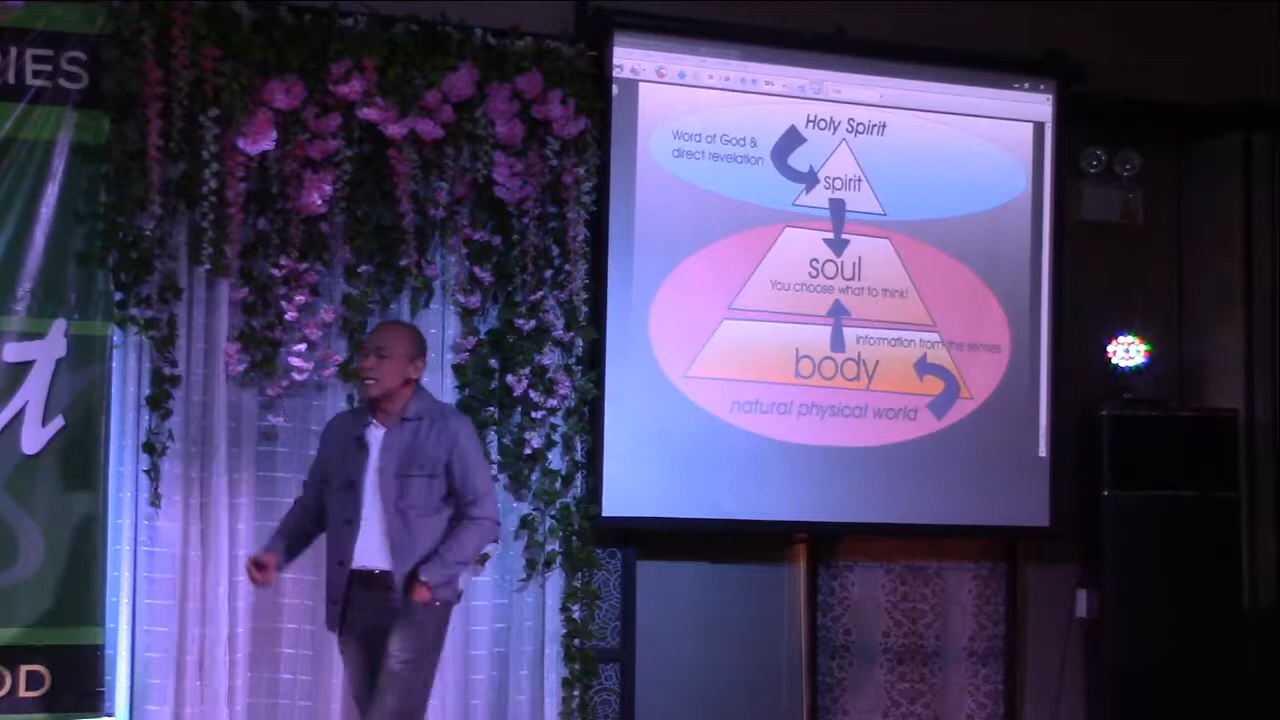 RIES
t
OD
Holy Spirit
Word of God &
direct revelation
spirit
soul
You choose what to think!
information from the senses
body
natural physical world